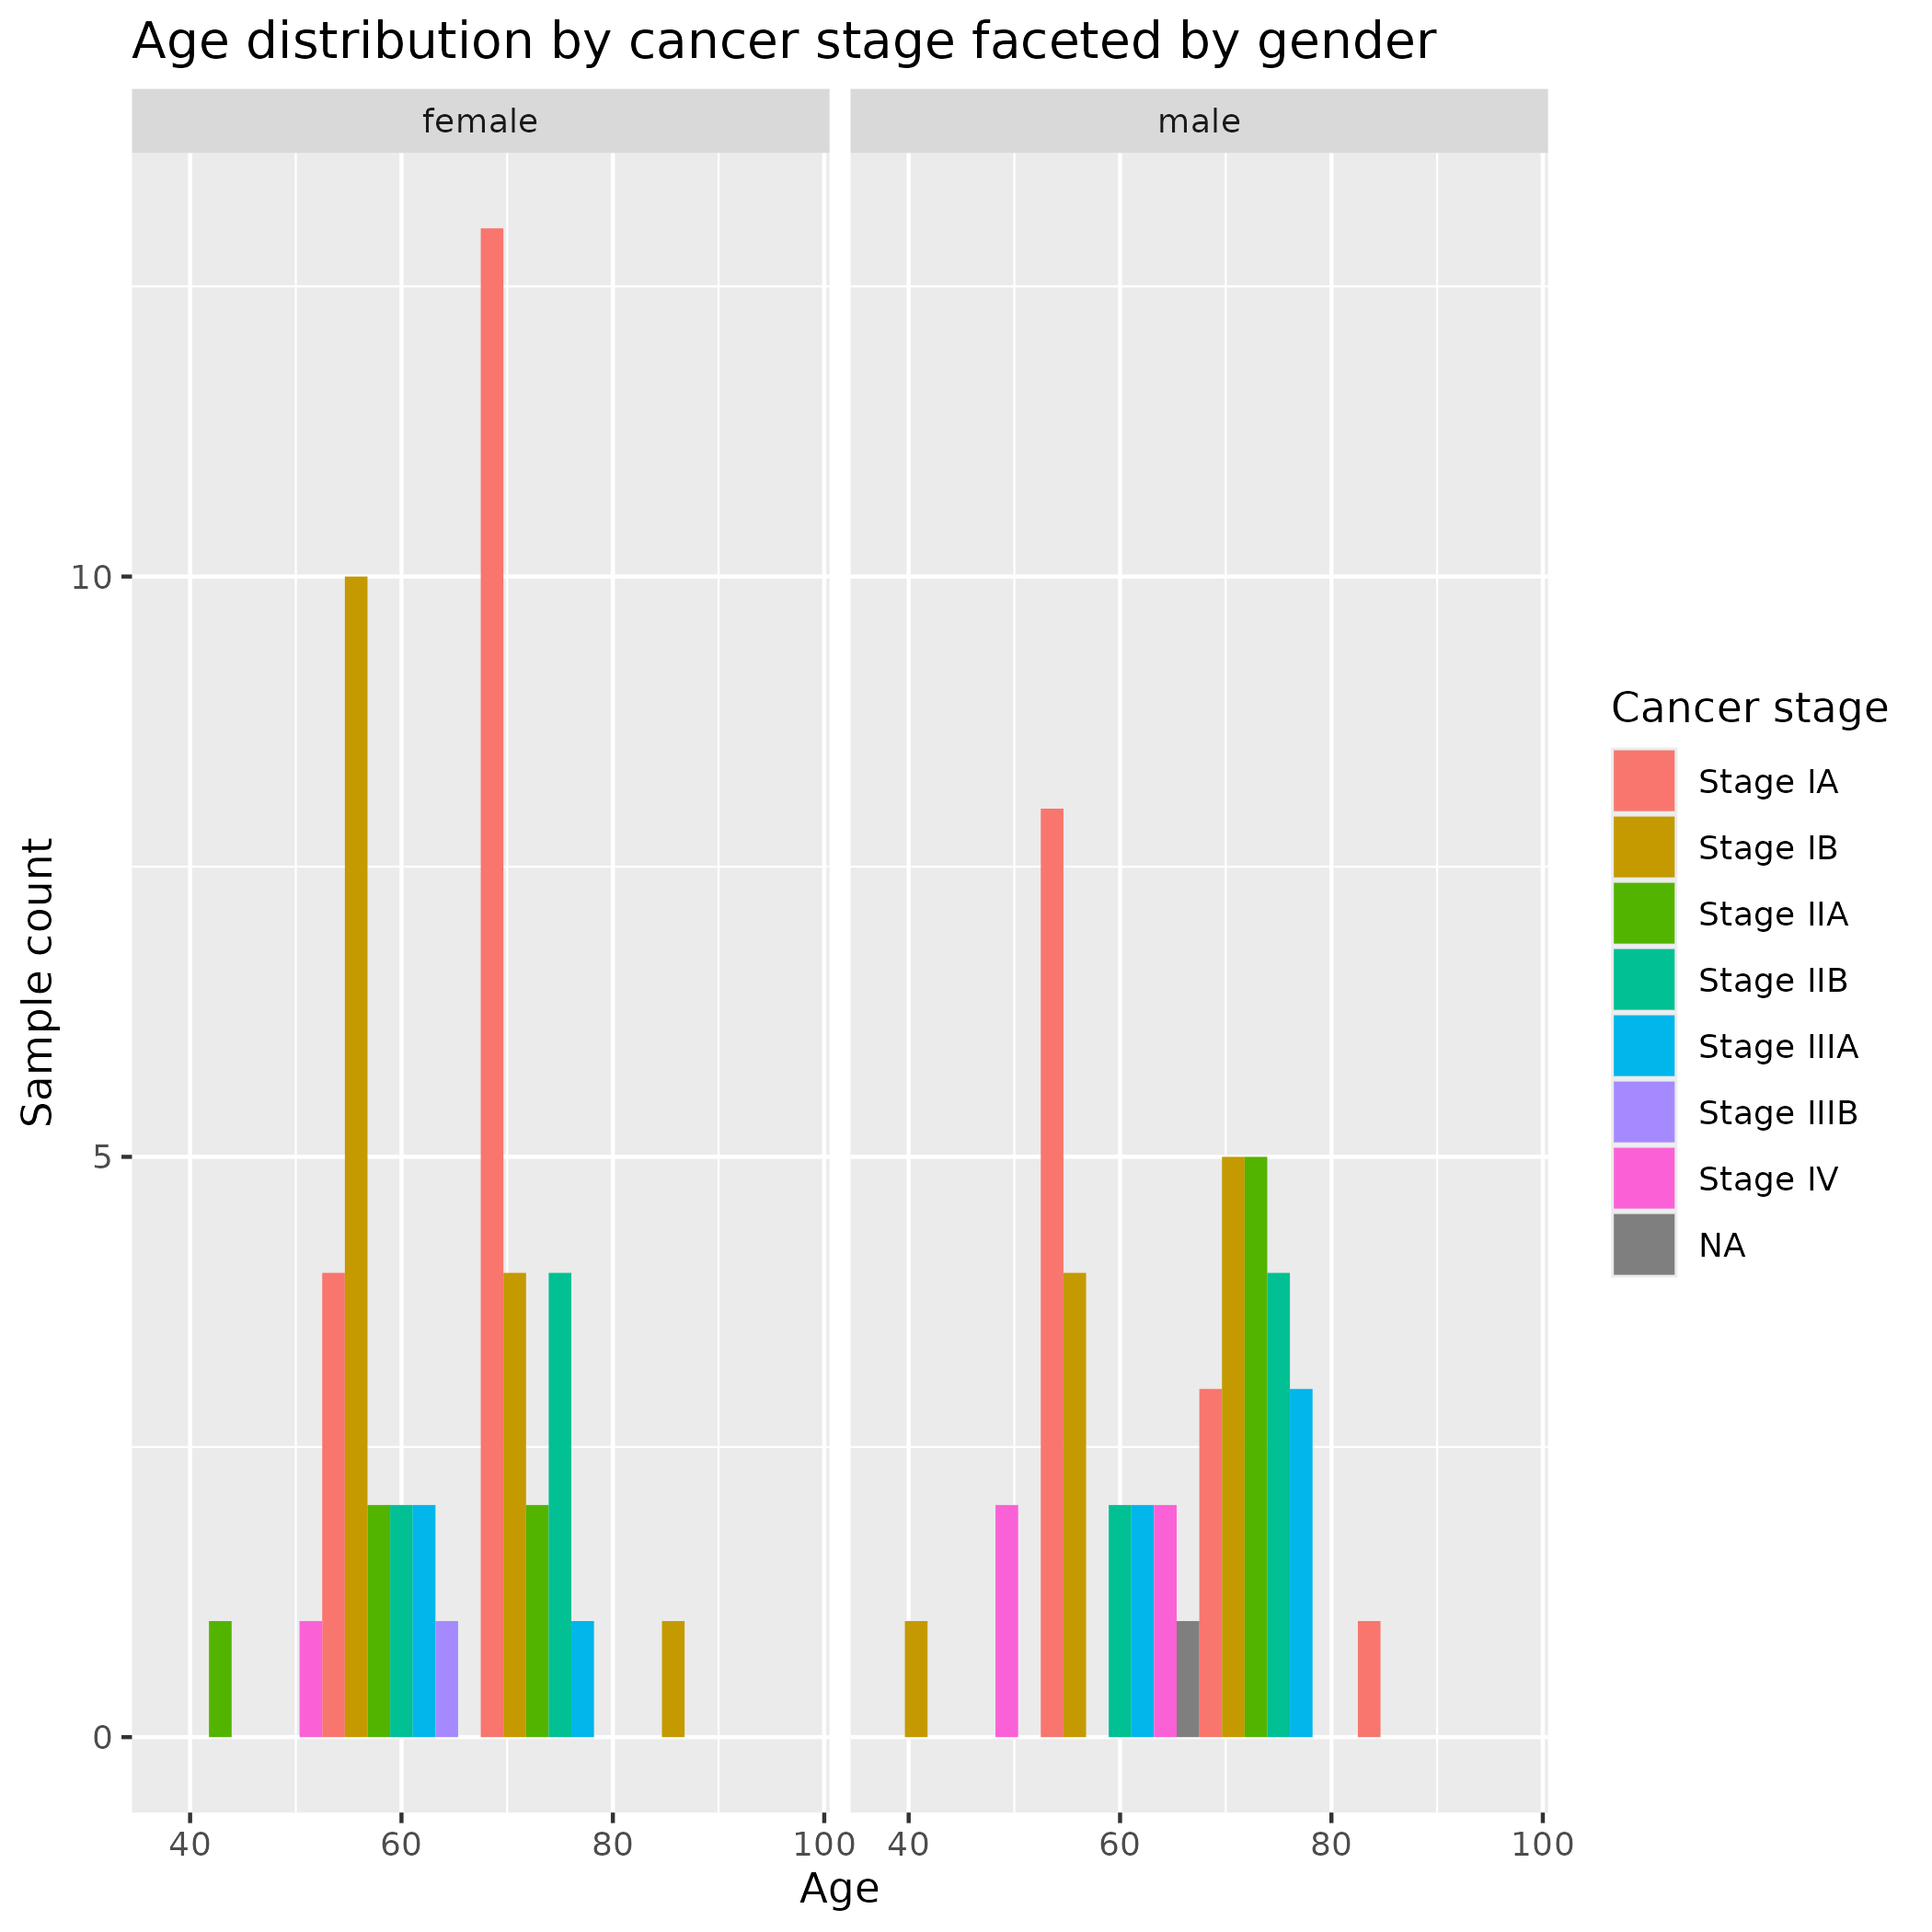 Age distribution by cancer stage faceted by gender
female
male
10
5
0
Sample count
40 60 80 100 40 60 80 100
Age
Cancer stage
Stage IA
Stage IB
Stage IIA
Stage IIB
Stage IIIA
Stage IIIB
Stage IV
NA